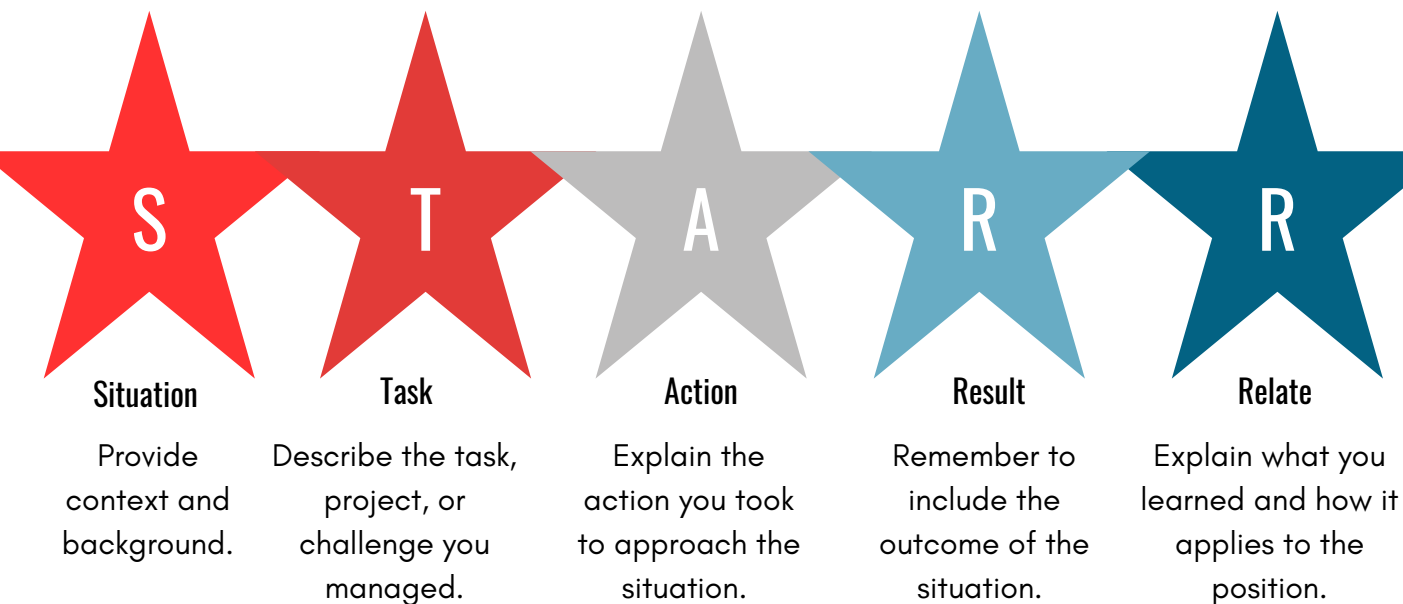 S
T
A
R
R
Situation
Provide
context and
background.
Task
Describe the task,
project, or
challenge you
managed.
Action
Explain the
action you took
to approach the
situation.
Result
Remember to
include the
outcome of the
situation.
Relate
Explain what you
learned and how it
applies to the
position.